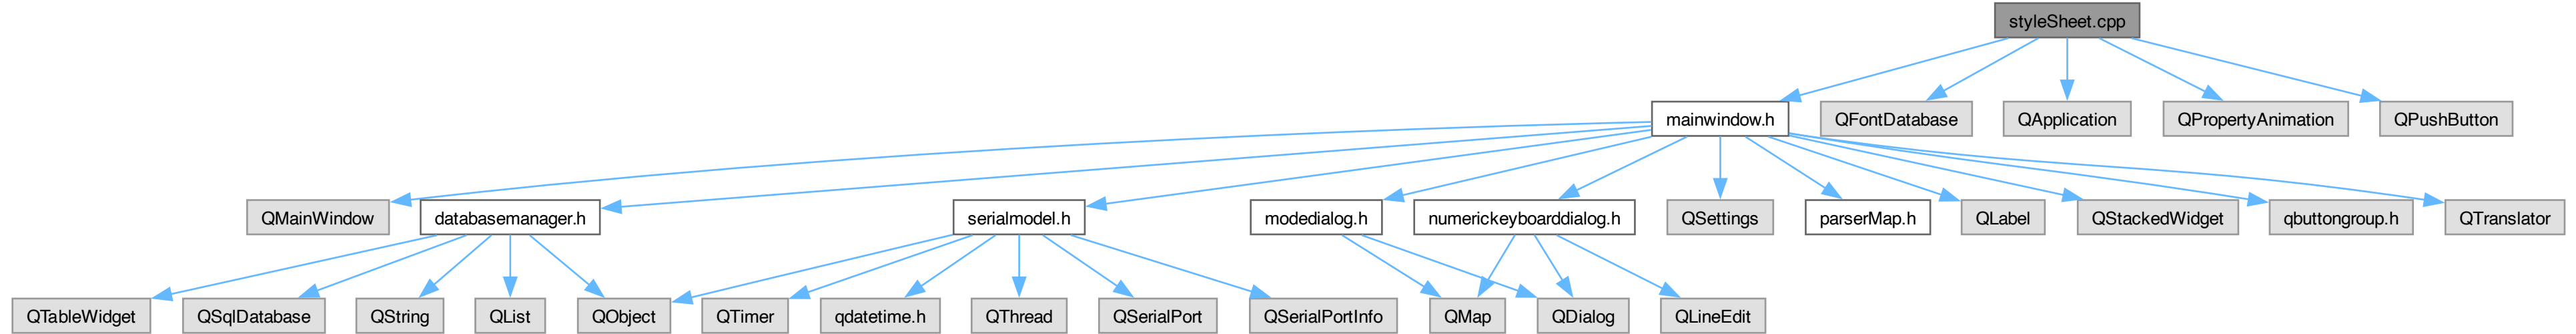 styleSheet.cpp
mainwindow.h
QFontDatabase
QApplication
QPropertyAnimation
QPushButton
QMainWindow
databasemanager.h
serialmodel.h
modedialog.h
numerickeyboarddialog.h
QSettings
parserMap.h
QLabel
QStackedWidget
qbuttongroup.h
QTranslator
QTableWidget
QSqlDatabase
QString
QList
QObject
QTimer
qdatetime.h
QThread
QSerialPort
QSerialPortInfo
QMap
QDialog
QLineEdit